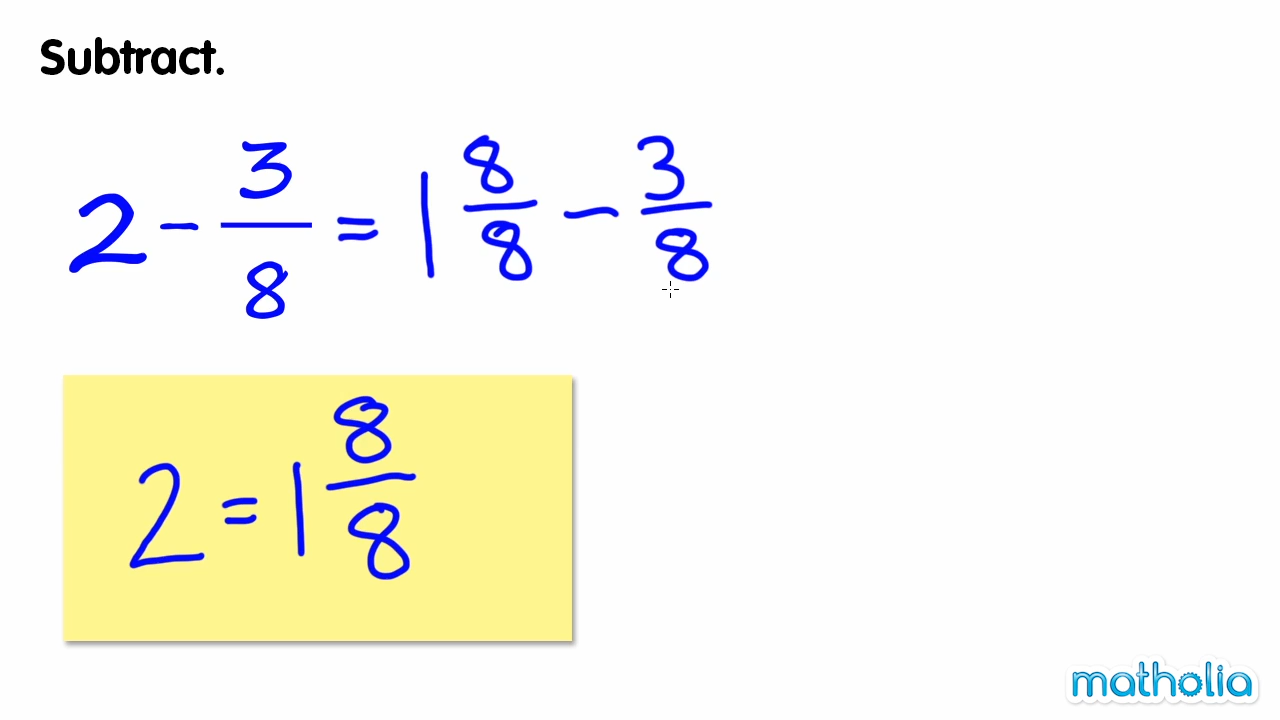 Subtract.
2 - 3/8 = 1 8/8 - 3/8
2 = 1 8/8
matholia